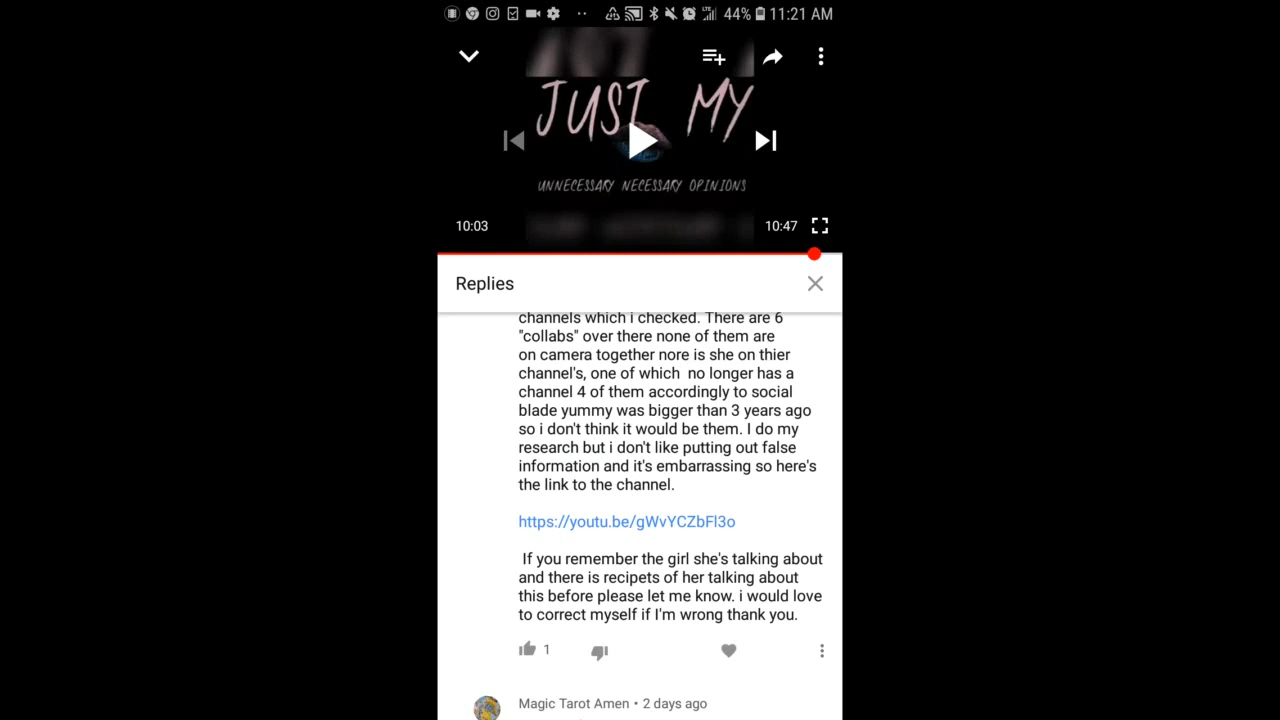 44% 11:21 AM
JUST MY
UNNECESSARY NECESSARY OPINIONS
10:03
10:47
Replies
channels which i checked. There are 6
"collabs" over there none of them are
on camera together nore is she on thier
channel's, one of which  no longer has a
channel 4 of them accordingly to social
blade yummy was bigger than 3 years ago
so i don't think it would be them. I do my
research but i don't like putting out false
information and it's embarrassing so here's
the link to the channel.
https://youtu.be/gWvYCZbFl3o
If you remember the girl she's talking about
and there is recipets of her talking about
this before please let me know. i would love
to correct myself if I'm wrong thank you.
1
Magic Tarot Amen • 2 days ago